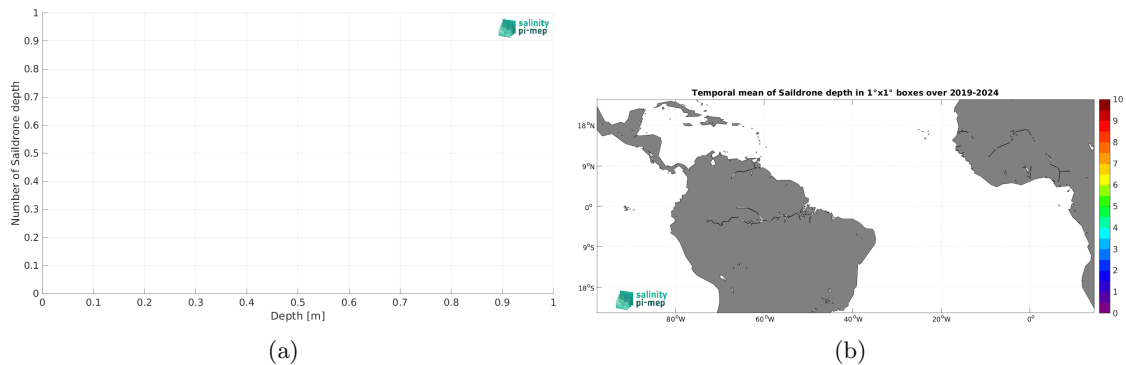 1
0.9
0.8
0.7
0.6
0.5
0.4
0.3
0.2
0.1
0
Number of Saildrone depth
0 0.1 0.2 0.3 0.4 0.5 0.6 0.7 0.8 0.9 1
Depth [m]
salinity
pi-mep
(a)
Temporal mean of Saildrone depth in 1°x1° boxes over 2019-2024
18°N
9°N
0°
9°S
18°S
80°W 60°W 40°W 20°W 0°
salinity
pi-mep
10
9
8
7
6
5
4
3
2
1
0
(b)